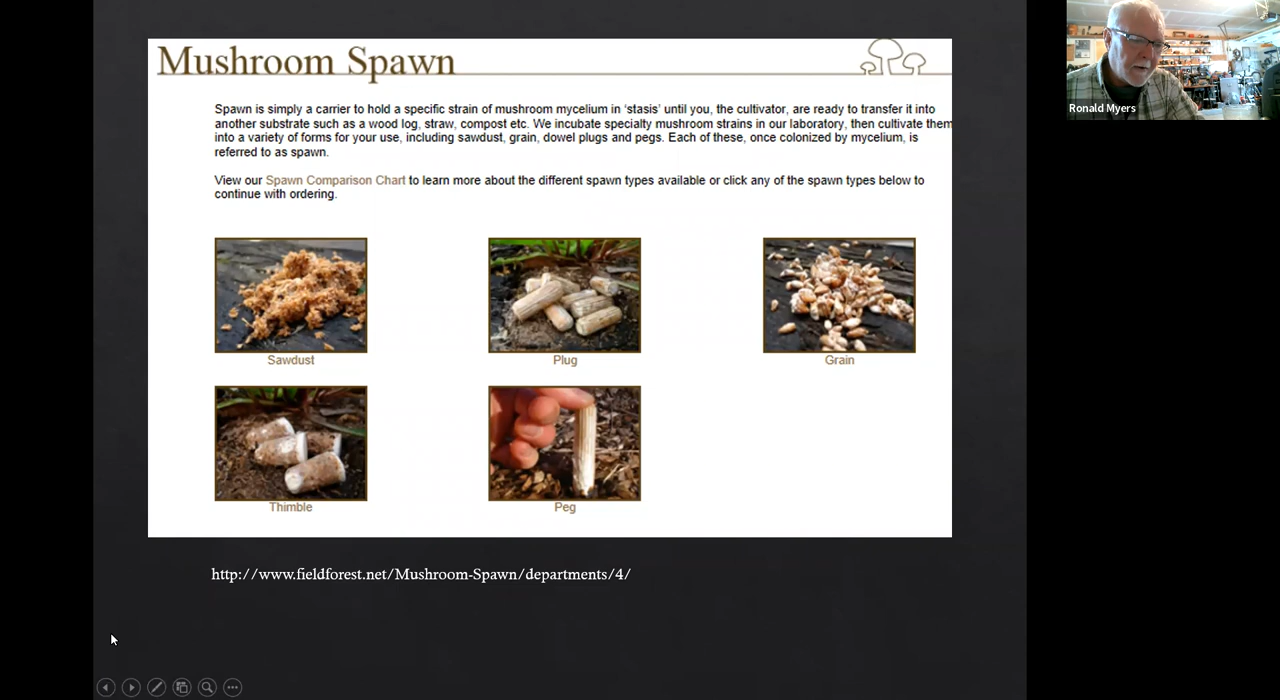 Mushroom Spawn
Spawn is simply a carrier to hold a specific strain of mushroom mycelium in 'stasis' until you, the cultivator, are ready to transfer it into
another substrate such as a wood log, straw, compost etc. We incubate specialty mushroom strains in our laboratory, then cultivate them
into a variety of forms for your use, including sawdust, grain, dowel plugs and pegs. Each of these, once colonized by mycelium, is
referred to as spawn.
View our Spawn Comparison Chart to learn more about the different spawn types available or click any of the spawn types below to
continue with ordering.
Sawdust
Plug
Grain
Thimble
Peg
http://www.fieldforest.net/Mushroom-Spawn/departments/4/
Ronald Myers